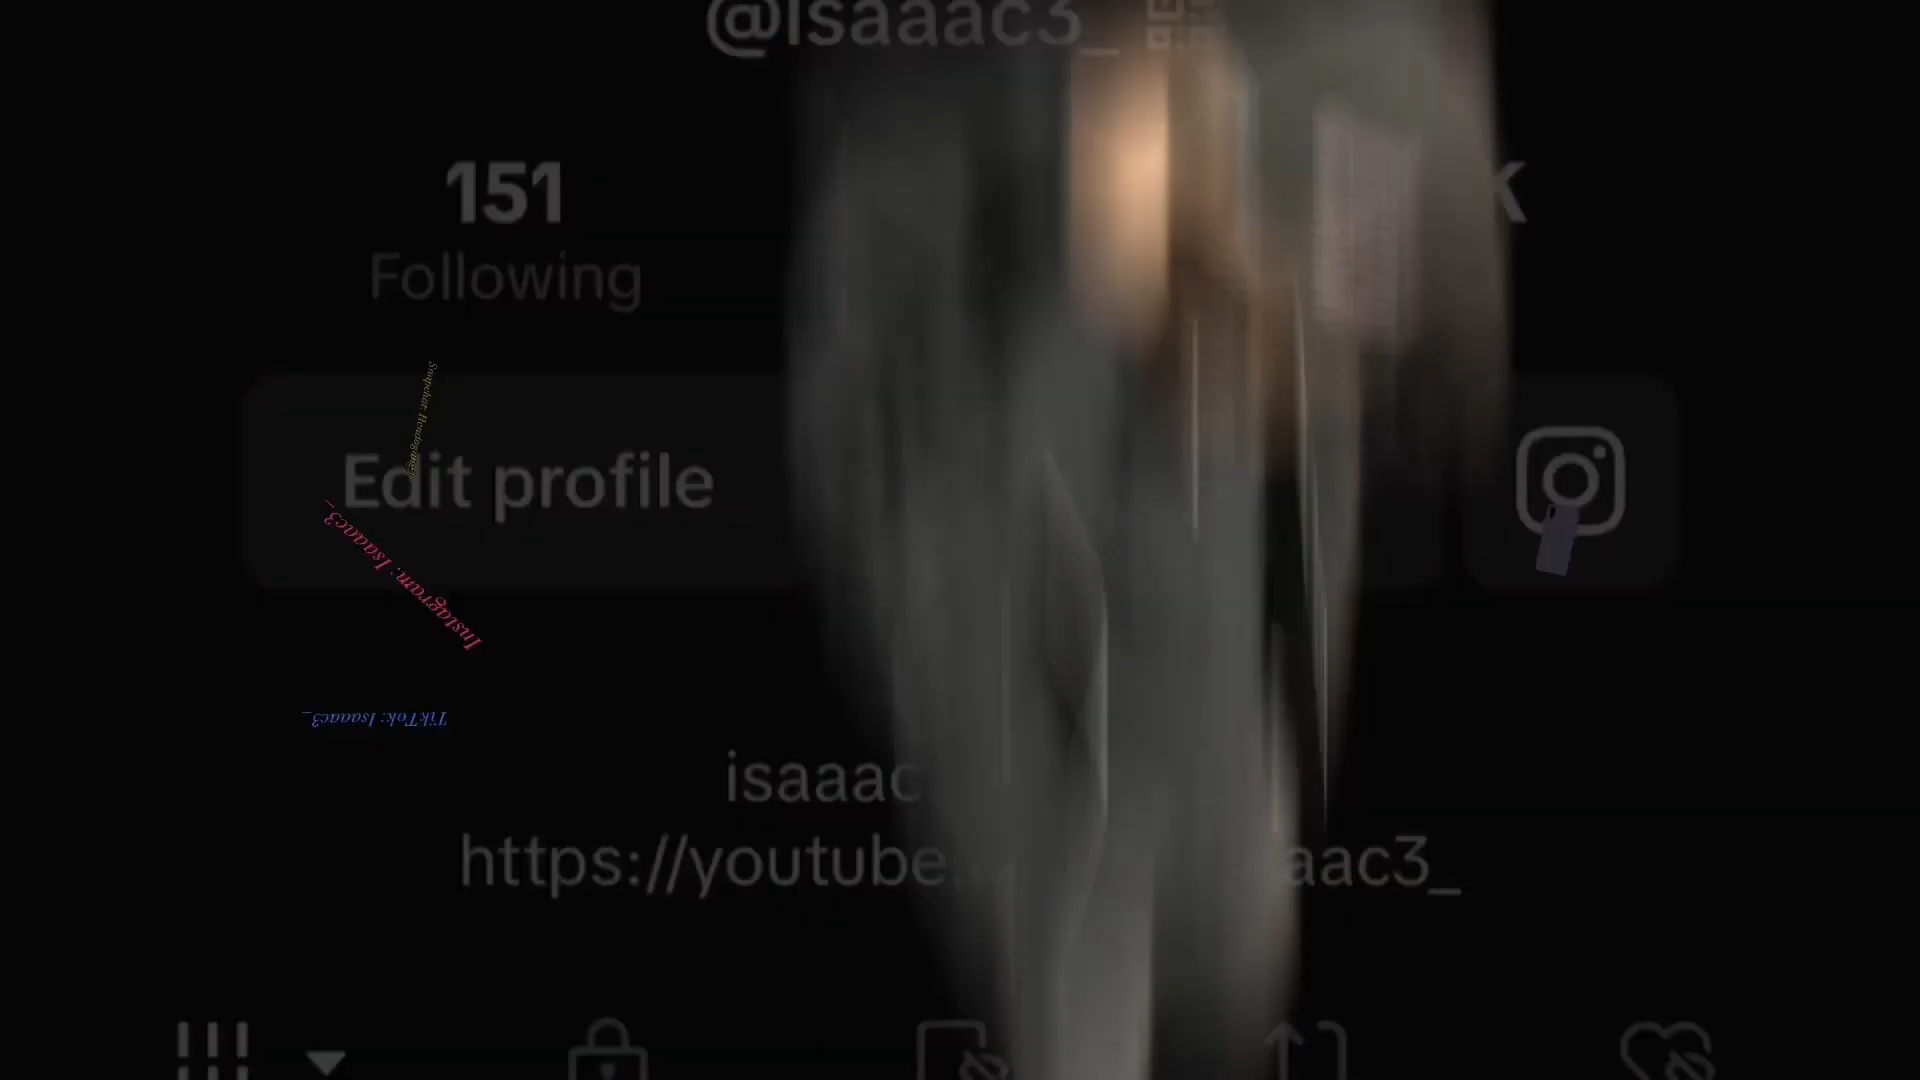 @Isaaac3_
151
K
Following
Edit profile
Instagram: Isaaac3_
TikTok: Isaaac3_
isaaac
https://youtube. aac3_